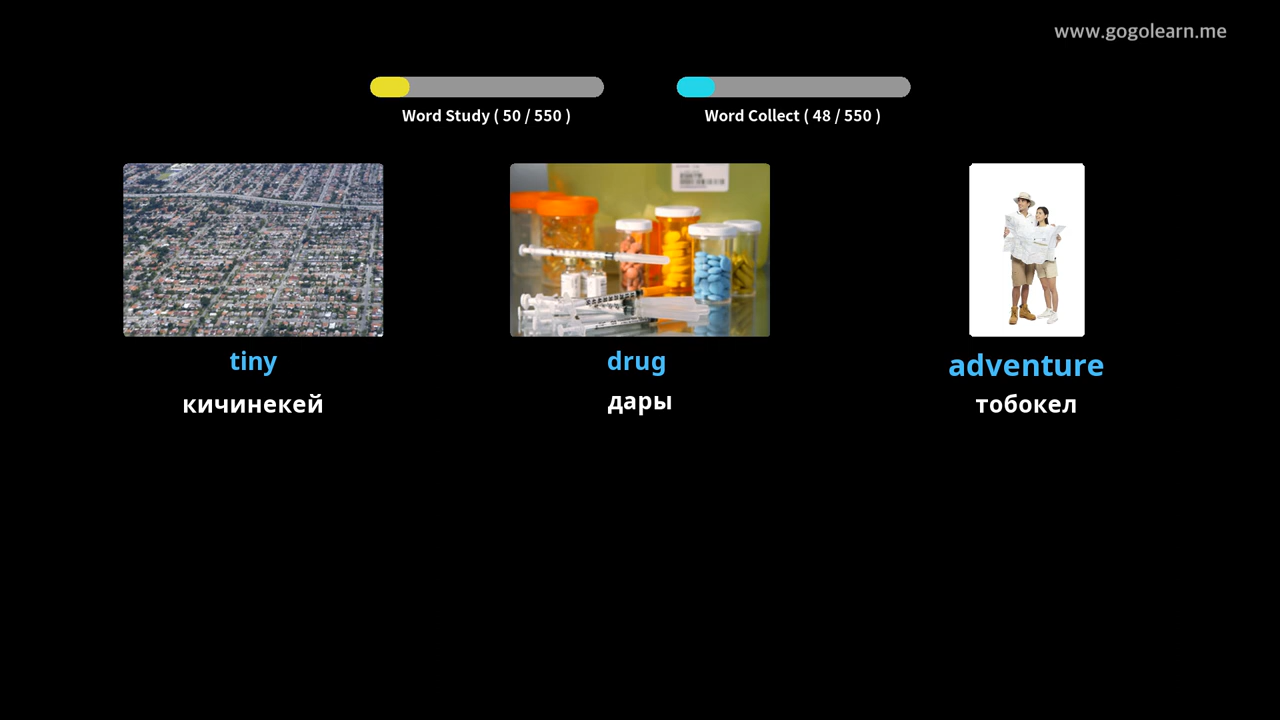 www.gogolearn.me
Word Study ( 50 / 550 )
Word Collect ( 48 / 550 )
tiny
кичинекей
drug
дары
adventure
тобокел